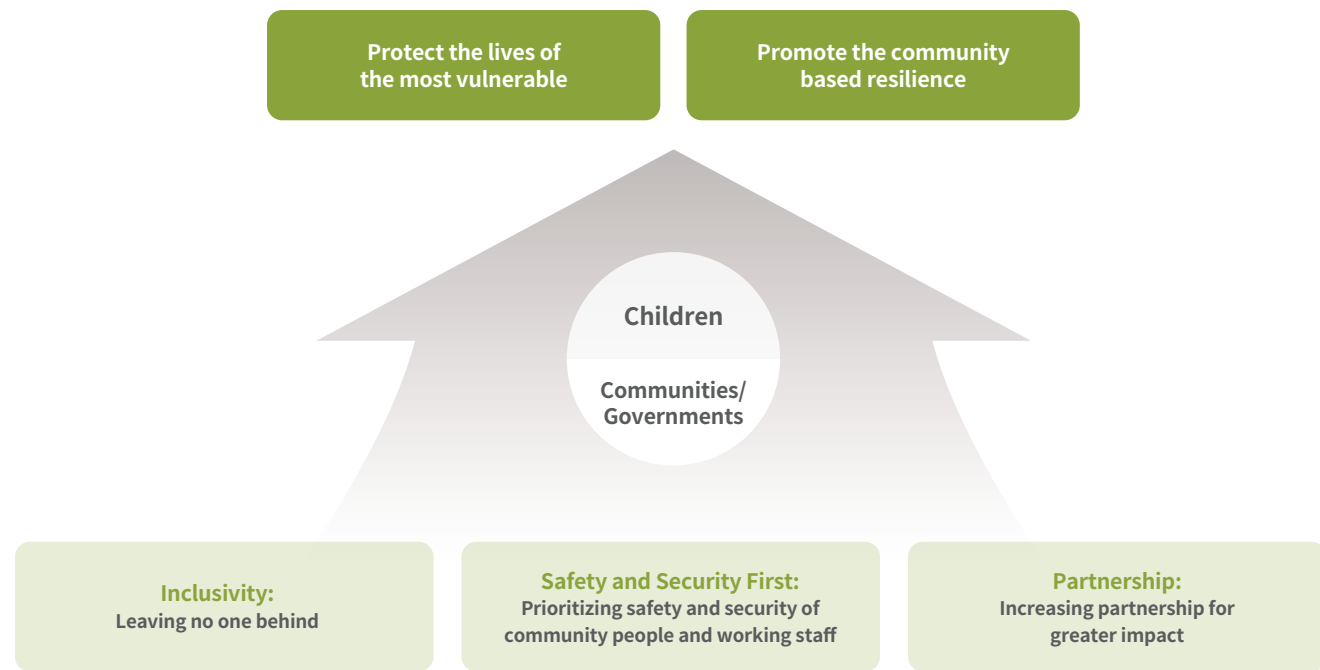 Protect the lives of
the most vulnerable
Promote the community
based resilience
Children
Communities/
Governments
Inclusivity:
Leaving no one behind
Safety and Security First:
Prioritizing safety and security of
community people and working staff
Partnership:
Increasing partnership for
greater impact